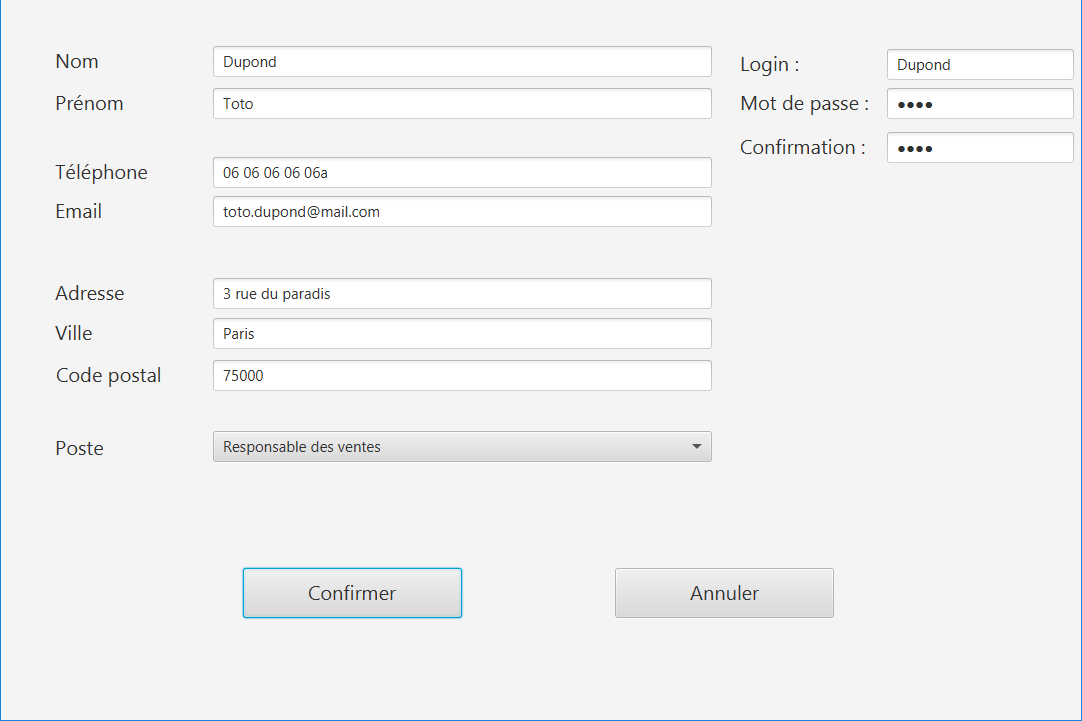 Nom Dupond
Prénom Toto
Téléphone 06 06 06 06 06a
Email toto.dupond@mail.com
Adresse 3 rue du paradis
Ville Paris
Code postal 75000
Poste Responsable des ventes
Login : Dupond
Mot de passe : ●●●●
Confirmation : ●●●●
Confirmer Annuler